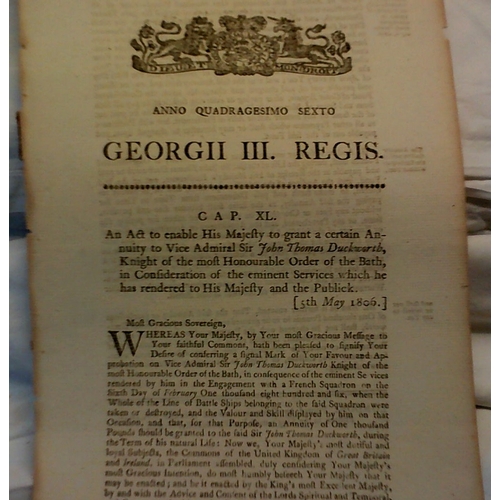 DIEU ET MON DROIT
ANNO QUADRAGESIMO SEXTO
GEORGII III. REGIS.
CAP. XL.
An Act to enable His Majeſty to grant a certain An-
nuity to Vice Admiral Sir John Thomas Duckworth,
Knight of the moſt Honourable Order of the Bath,
in Conſideration of the eminent Services which he
has rendered to His Majeſty and the Publick.
[5th May 1806.]
Moſt Gracious Sovereign,
WHEREAS Your Majeſty, by Your moſt Gracious Meſſage to
Your faithful Commons, hath been pleaſed to ſignify Your
Deſire of conferring a ſignal Mark of Your Favour and Ap-
probation on Vice Admiral Sir John Thomas Duckworth Knight of the
moſt Honourable Order of the Bath, in conſequence of the eminent Services
rendered by him in the Engagement with a French Squadron on the
Sixth Day of February One thouſand eight hundred and ſix, when the
Whole of the Line of Battle Ships belonging to the ſaid Squadron were
taken or deſtroyed, and the Valour and Skill diſplayed by him on that
Occaſion, and that, for that Purpoſe, an Annuity of One thouſand
Pounds ſhould be granted to the ſaid Sir John Thomas Duckworth, during
the Term of his natural Life: Now we, Your Majeſty's moſt dutiful and
loyal Subjects, the Commons of the United Kingdom of Great Britain
and Ireland, in Parliament aſſembled, duly conſidering Your Majeſty's
moſt Gracious Intention, do moſt humbly beſeech Your Majeſty that it
may be enacted; and be it enacted by the King's moſt Excellent Majeſty,
by and with the Advice and Conſent of the Lords Spiritual and Temporal,